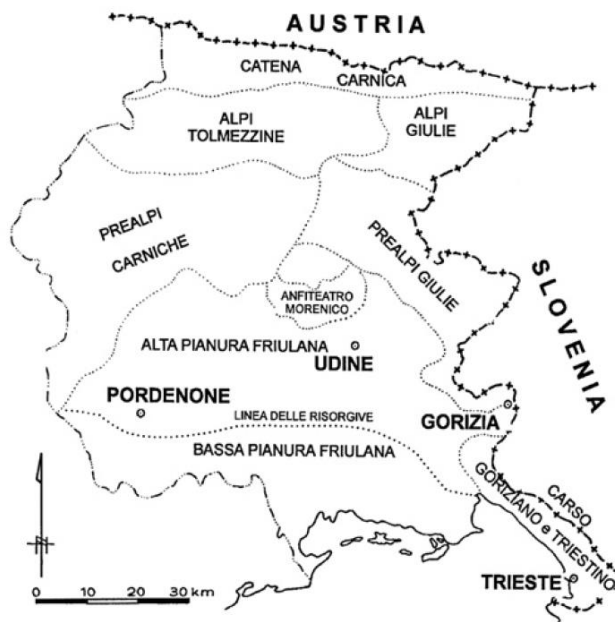 AUSTRIA
CATENA
CARNICA
ALPI
TOLMEZZINE
ALPI
GIULIE
PREALPI
CARNICHE
PREALPI GIULIE
SLOVENIA
ANFITEATRO
MORENICO
ALTA PIANURA FRIULANA
UDINE
PORDENONE
LINEA DELLE RISORGIVE
GORIZIA
BASSA PIANURA FRIULANA
CARSO
GORIZIANO e TRIESTINO
TRIESTE
N
0 10 20 30 km